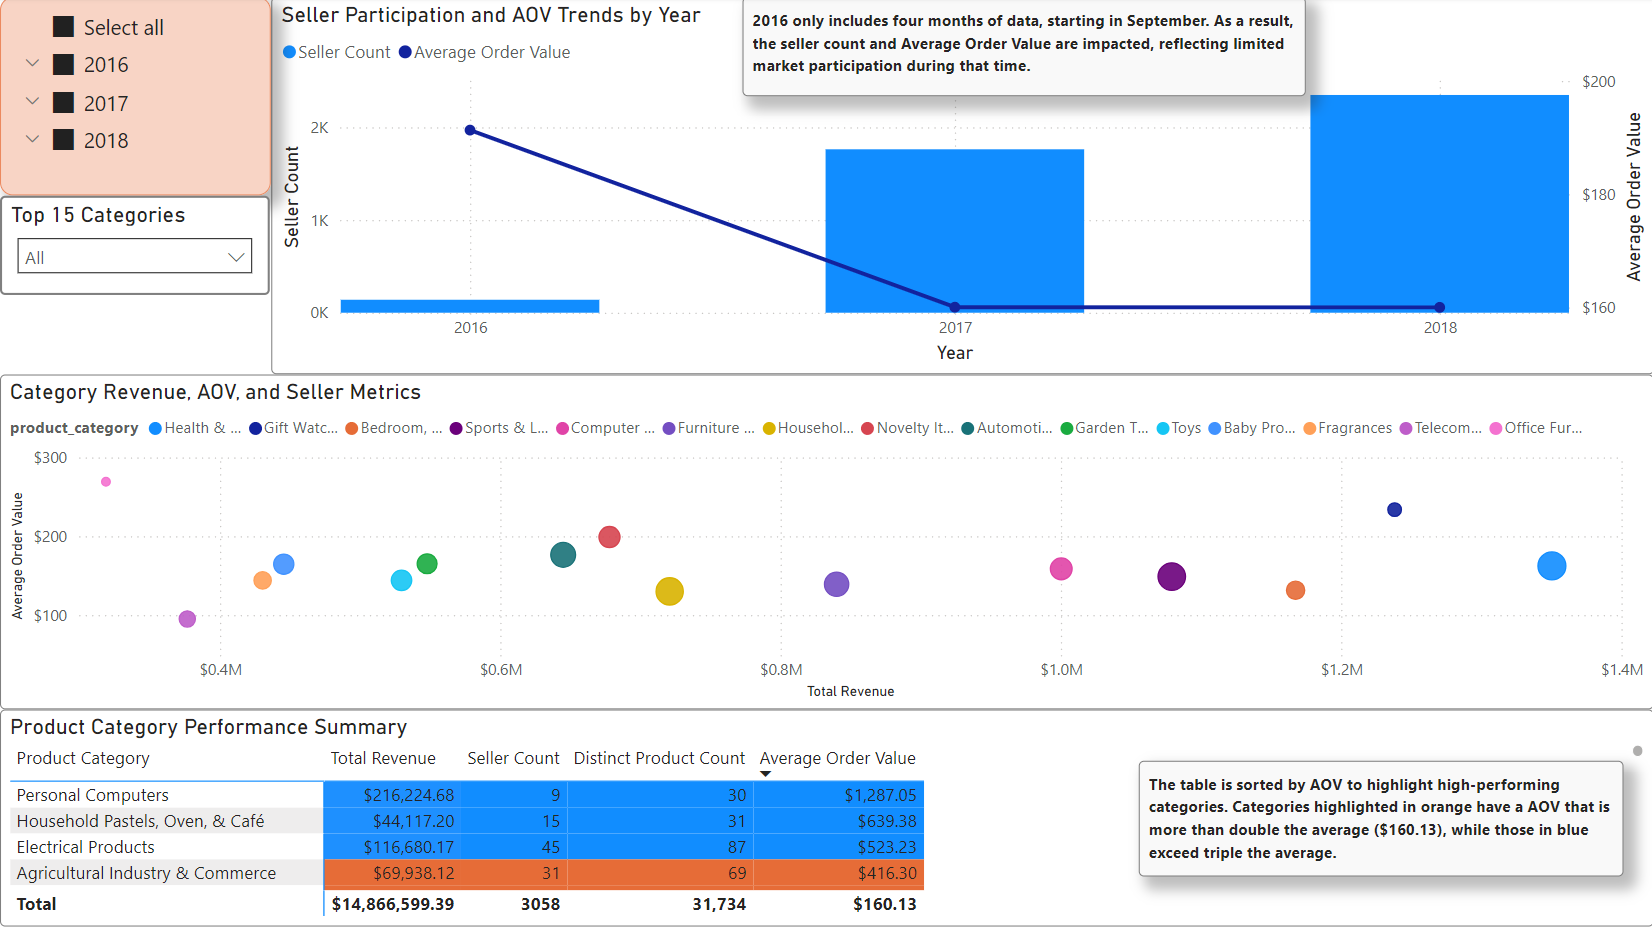 Select all
2016
2017
2018
Top 15 Categories
All
Seller Participation and AOV Trends by Year
Seller Count Average Order Value
2016 only includes four months of data, starting in September. As a result,
the seller count and Average Order Value are impacted, reflecting limited
market participation during that time.
Seller Count
2K
1K
0K
$200
$180
$160
Average Order Value
2016 2017 2018
Year
Category Revenue, AOV, and Seller Metrics
product_category Health & ... Gift Watc... Bedroom, ... Sports & L... Computer ... Furniture ... Househol... Novelty It... Automoti... Garden T... Toys Baby Pro... Fragrances Telecom... Office Fur...
Average Order Value
$300
$200
$100
$0.4M $0.6M $0.8M $1.0M $1.2M $1.4M
Total Revenue
Product Category Performance Summary
Product Category Total Revenue Seller Count Distinct Product Count Average Order Value
Personal Computers $216,224.68 9 30 $1,287.05
Household Pastels, Oven, & Café $44,117.20 15 31 $639.38
Electrical Products $116,680.17 45 87 $523.23
Agricultural Industry & Commerce $69,938.12 31 69 $416.30
Total $14,866,599.39 3058 31,734 $160.13
The table is sorted by AOV to highlight high-performing
categories. Categories highlighted in orange have a AOV that is
more than double the average ($160.13), while those in blue
exceed triple the average.